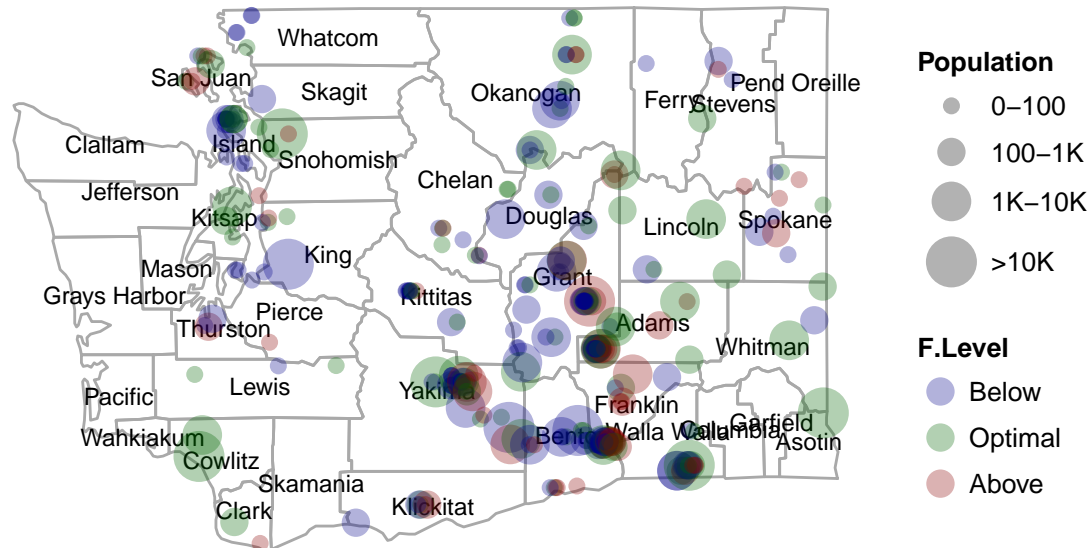 Whatcom
San Juan
Skagit
Okanogan
Ferry
Stevens
Pend Oreille
Clallam
Island
Snohomish
Chelan
Jefferson
Kitsap
Douglas
Lincoln
Spokane
King
Mason
Grant
Grays Harbor
Kittitas
Pierce
Thurston
Adams
Whitman
Lewis
Yakima
Pacific
Franklin
Garfield
Wahkiakum
Benton
Walla Walla
Columbia
Asotin
Cowlitz
Skamania
Klickitat
Clark
Population
0–100
100–1K
1K–10K
>10K
F.Level
Below
Optimal
Above